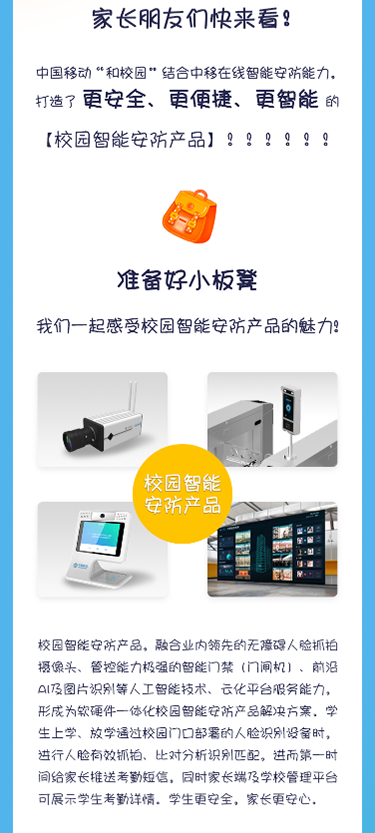 家长朋友们快来看！
中国移动“和校园”结合中移在线智能安防能力，
打造了 更安全、更便捷、更智能 的
【校园智能安防产品】！！！！！！
准备好小板凳
我们一起感受校园智能安防产品的魅力！
校园智能
安防产品
校园智能安防产品，融合业内领先的无障碍人脸抓拍
摄像头、管控能力极强的智能门禁（门闸机）、前沿
AI及图片识别等人工智能技术、云化平台服务能力，
形成为软硬件一体化校园智能安防产品解决方案。学
生上学、放学通过校园门口部署的人脸识别设备时，
进行人脸有效抓拍、比对分析识别匹配，进而第一时
间给家长推送考勤短信，同时家长端及学校管理平台
可展示学生考勤详情。学生更安全，家长更安心。